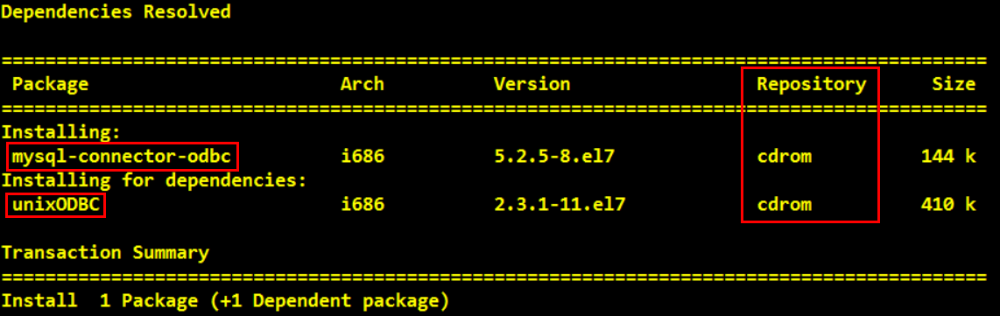 Dependencies Resolved
==========================================================================================
Package Arch Version Repository Size
==========================================================================================
Installing:
mysql-connector-odbc i686 5.2.5-8.el7 cdrom 144 k
Installing for dependencies:
unixODBC i686 2.3.1-11.el7 cdrom 410 k
Transaction Summary
==========================================================================================
Install 1 Package (+1 Dependent package)